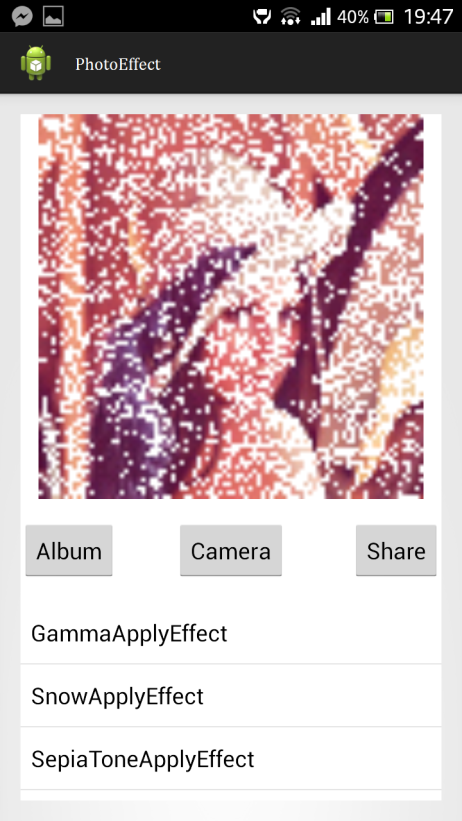 40% 19:47
PhotoEffect
Album Camera Share
GammaApplyEffect
SnowApplyEffect
SepiaToneApplyEffect